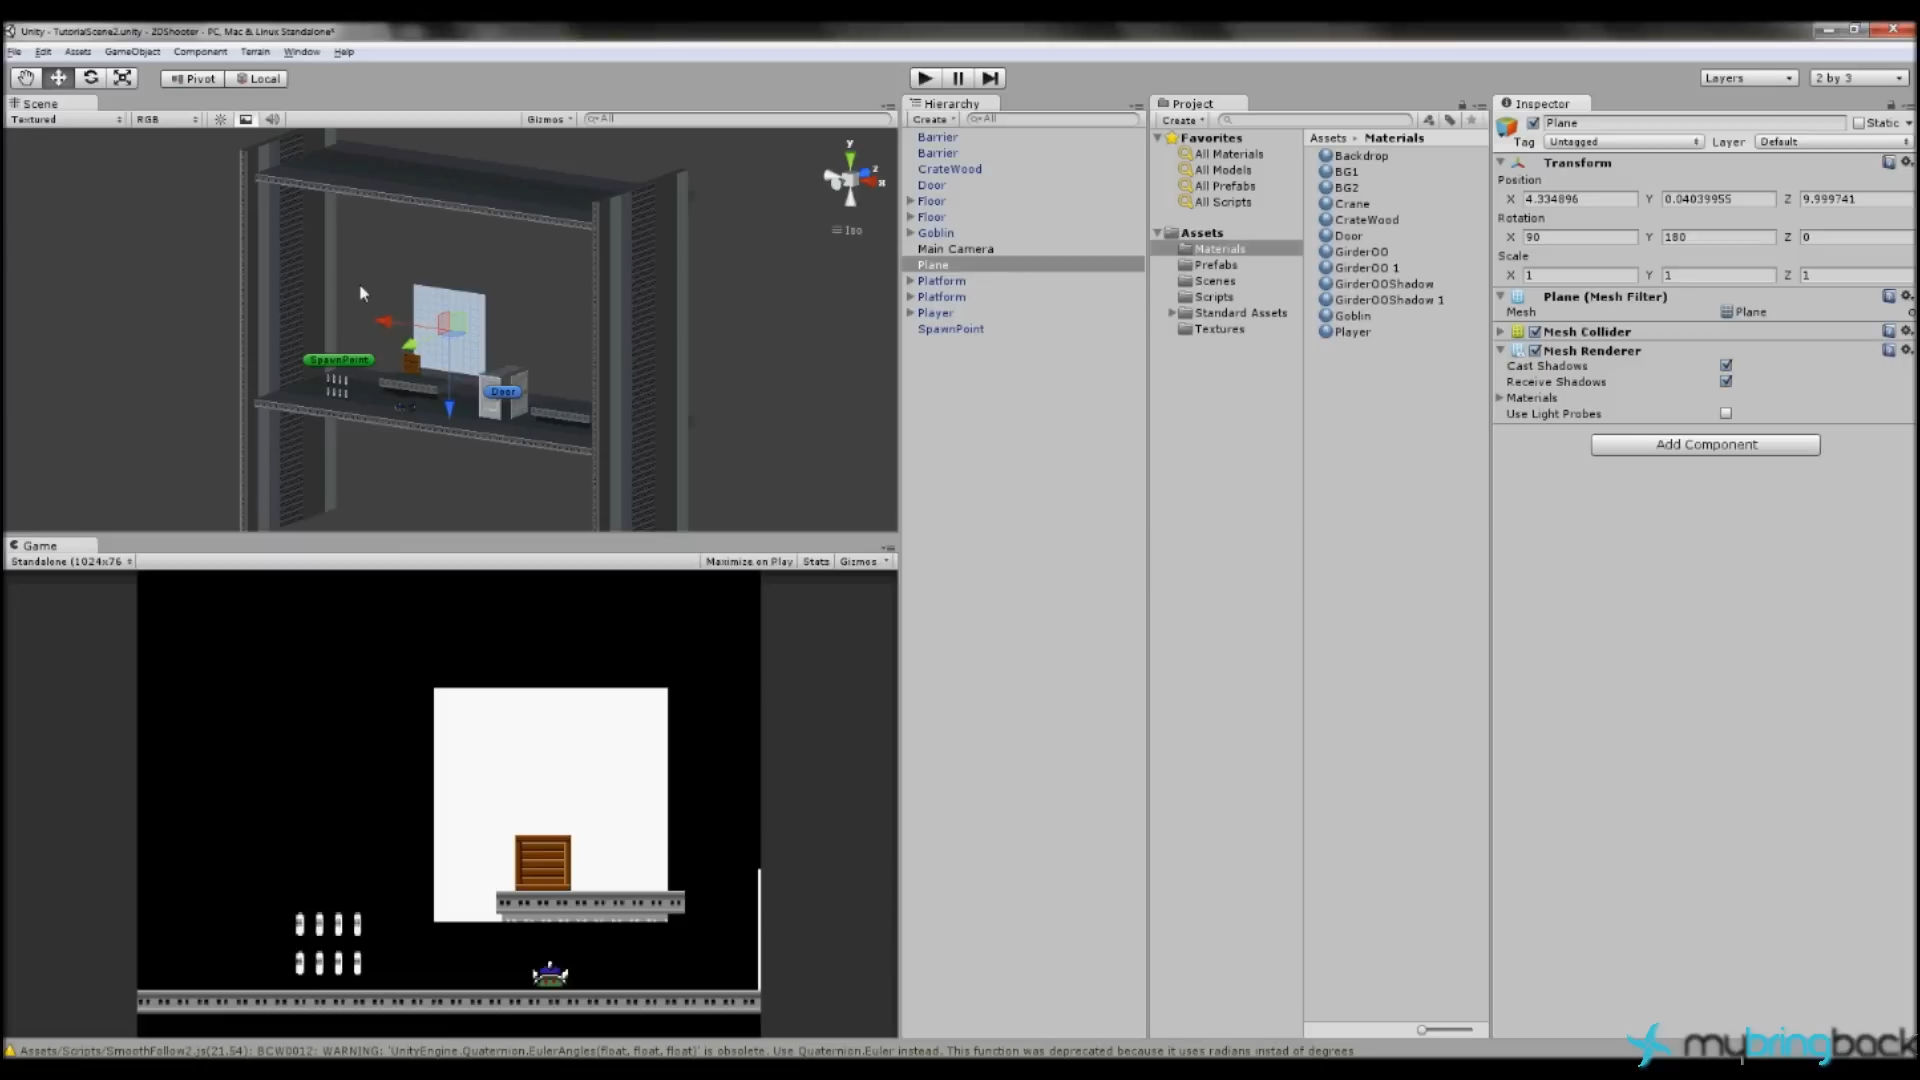 Unity - TutorialScene2.unity - 2DShooter - PC, Mac & Linux Standalone*
File Edit Assets GameObject Component Terrain Window Help
Pivot Local
Layers 2 by 3
Scene
Textured RGB Gizmos All
y z x
Iso
SpawnPoint
Door
Game
Standalone (1024x76 Maximize on Play Stats Gizmos
Hierarchy
Create All
Barrier
Barrier
CrateWood
Door
Floor
Floor
Goblin
Main Camera
Plane
Platform
Platform
Player
SpawnPoint
Project
Create
Favorites
All Materials
All Models
All Prefabs
All Scripts
Assets
Materials
Prefabs
Scenes
Scripts
Standard Assets
Textures
Assets Materials
Backdrop
BG1
BG2
Crane
CrateWood
Door
GirderOO
GirderOO 1
GirderOOShadow
GirderOOShadow 1
Goblin
Player
Inspector
Plane Static
Tag Untagged Layer Default
Transform
Position
X 4.334896 Y 0.04039955 Z 9.999741
Rotation
X 90 Y 180 Z 0
Scale
X 1 Y 1 Z 1
Plane (Mesh Filter)
Mesh Plane
Mesh Collider
Mesh Renderer
Cast Shadows
Receive Shadows
Materials
Use Light Probes
Add Component
Assets/Scripts/SmoothFollow2.js(21,54): BCW0012: WARNING: 'UnityEngine.Quaternion.EulerAngles(float, float, float)' is obsolete. Use Quaternion.Euler instead. This function was deprecated because it uses radians instad of degrees
mybringback